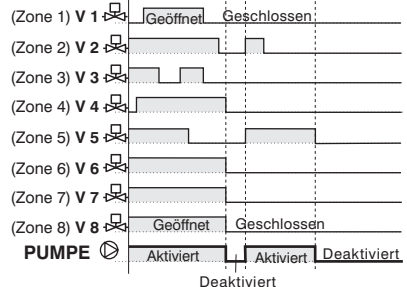 (Zone 1) V 1 Geöffnet Geschlossen
(Zone 2) V 2
(Zone 3) V 3
(Zone 4) V 4
(Zone 5) V 5
(Zone 6) V 6
(Zone 7) V 7
(Zone 8) V 8 Geöffnet Geschlossen
PUMPE Aktiviert Aktiviert Deaktiviert
Deaktiviert